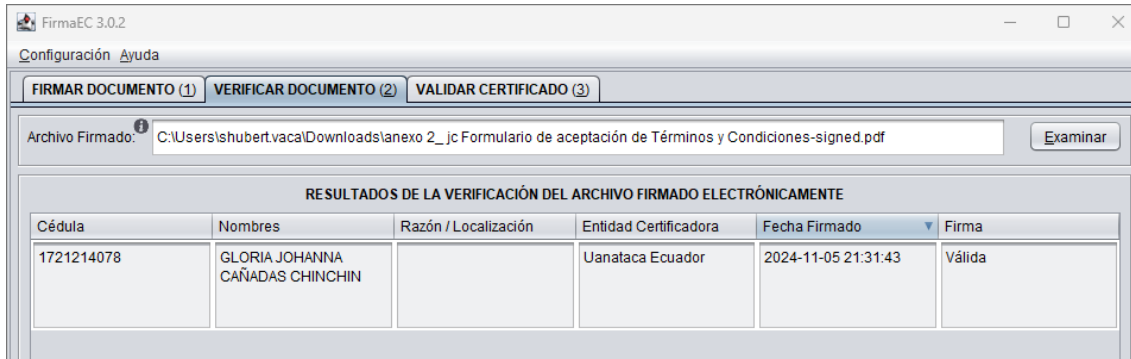 FirmaEC 3.0.2
Configuración Ayuda
FIRMAR DOCUMENTO (1) VERIFICAR DOCUMENTO (2) VALIDAR CERTIFICADO (3)
Archivo Firmado: C:\Users\shubert.vaca\Downloads\anexo 2_ jc Formulario de aceptación de Términos y Condiciones-signed.pdf Examinar
RESULTADOS DE LA VERIFICACIÓN DEL ARCHIVO FIRMADO ELECTRÓNICAMENTE
Cédula Nombres Razón / Localización Entidad Certificadora Fecha Firmado Firma
1721214078 GLORIA JOHANNA Uanataca Ecuador 2024-11-05 21:31:43 Válida
CAÑADAS CHINCHIN